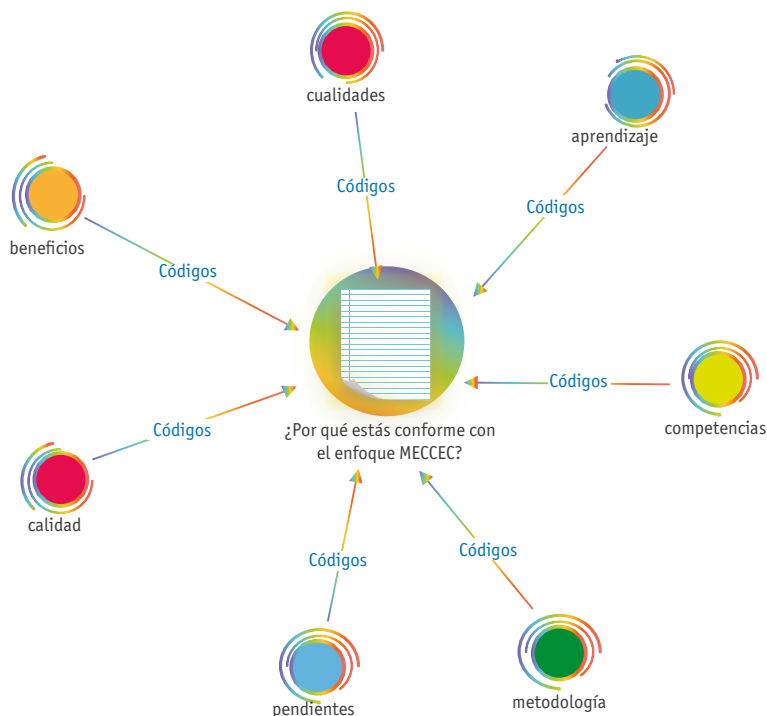 cualidades
aprendizaje
Códigos
Códigos
beneficios
Códigos
Códigos
competencias
Códigos
¿Por qué estás conforme con
el enfoque MECCEC?
calidad
Códigos
Códigos
pendientes
metodología